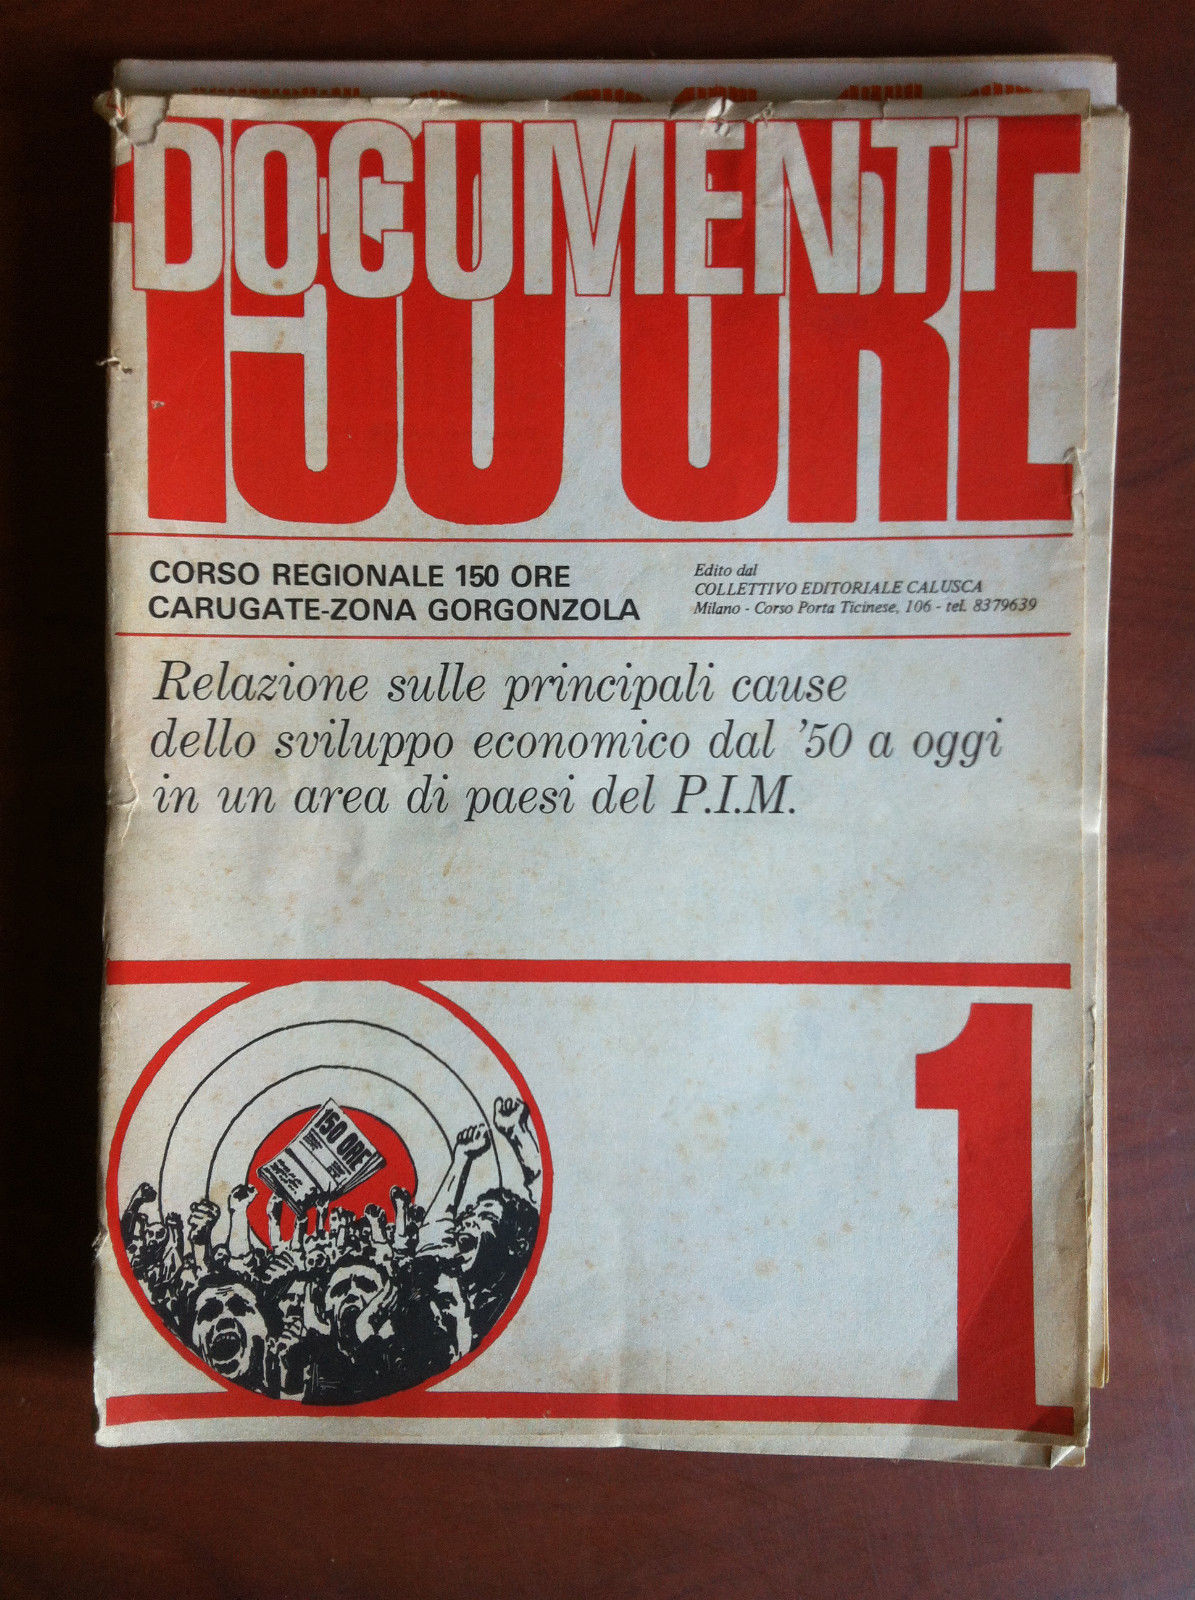 DOCUMENTI
150 ORE
CORSO REGIONALE 150 ORE
CARUGATE-ZONA GORGONZOLA
Edito dal
COLLETTIVO EDITORIALE CALUSCA
Milano - Corso Porta Ticinese, 106 - tel. 8379639
Relazione sulle principali cause
dello sviluppo economico dal '50 a oggi
in un area di paesi del P.I.M.
150 ORE
1